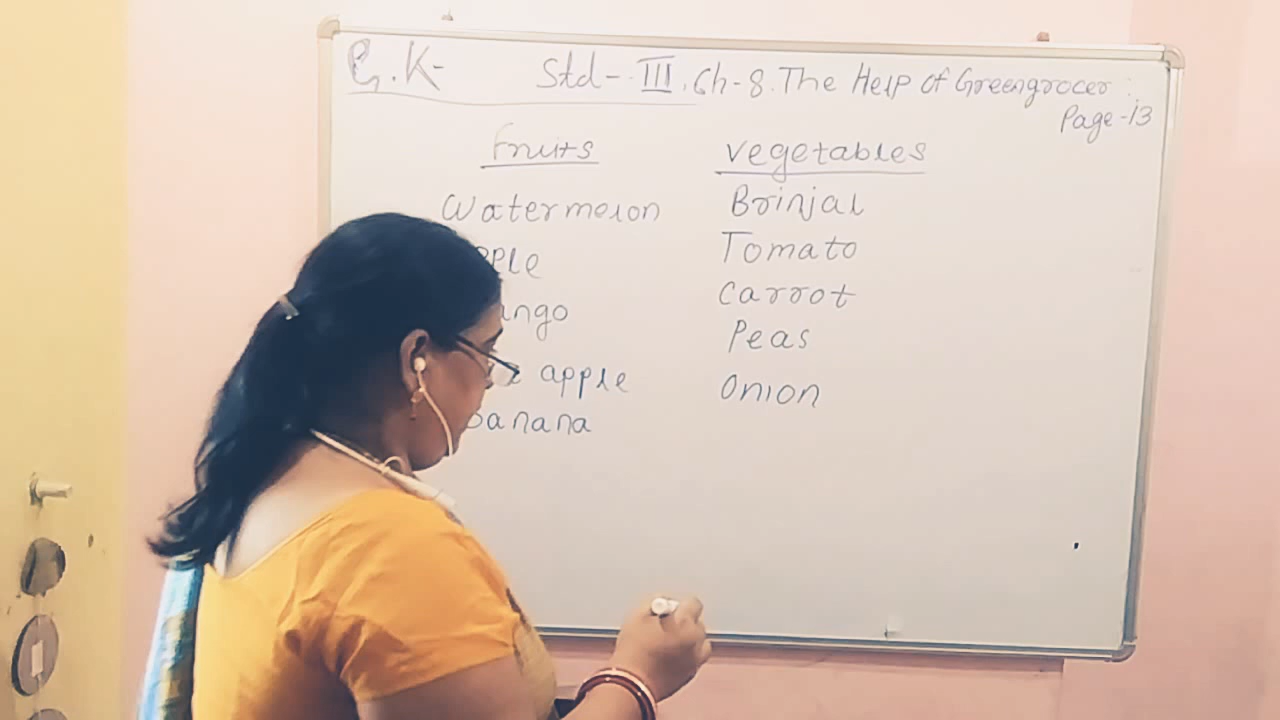 G.K- Std- III. Ch-8. The Help of Greengrocer :
Page-13
Fruits vegetables
Watermelon Brinjal
Tomato
Carrot
apple Peas
Banana Onion